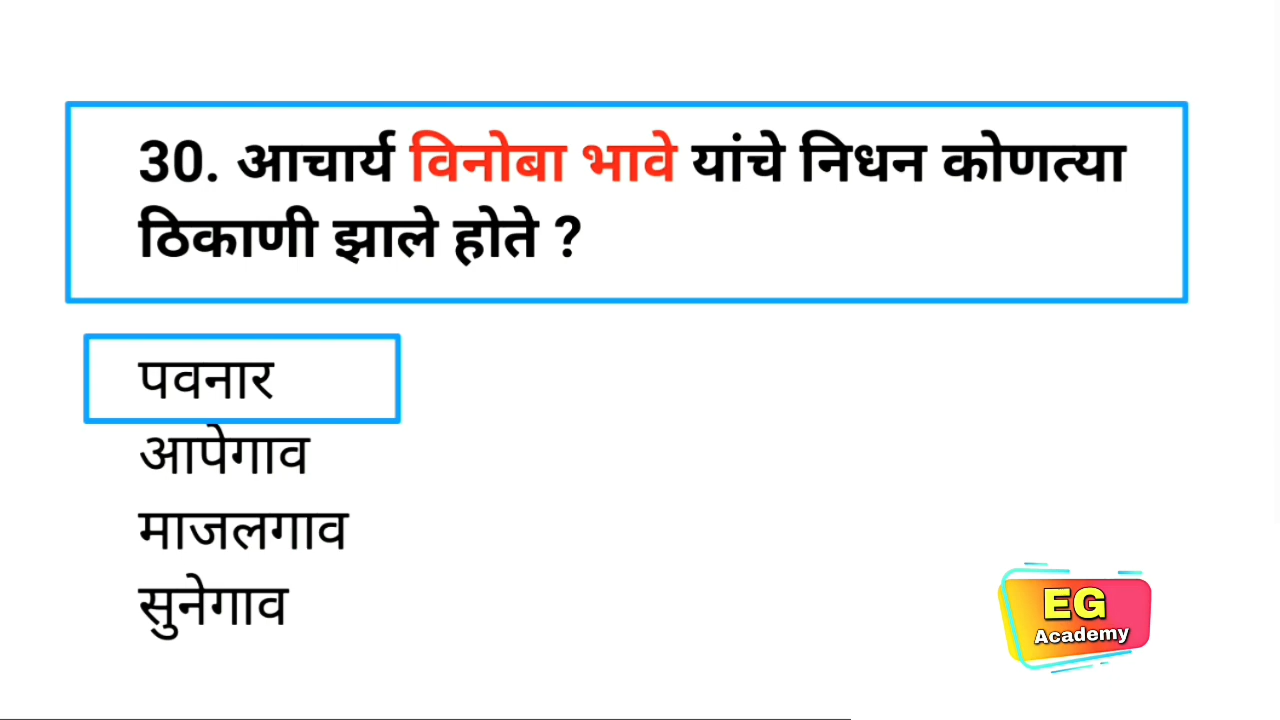 30. आचार्य विनोबा भावे यांचे निधन कोणत्या
ठिकाणी झाले होते ?
पवनार
आपेगाव
माजलगाव
सुनेगाव
EG
Academy